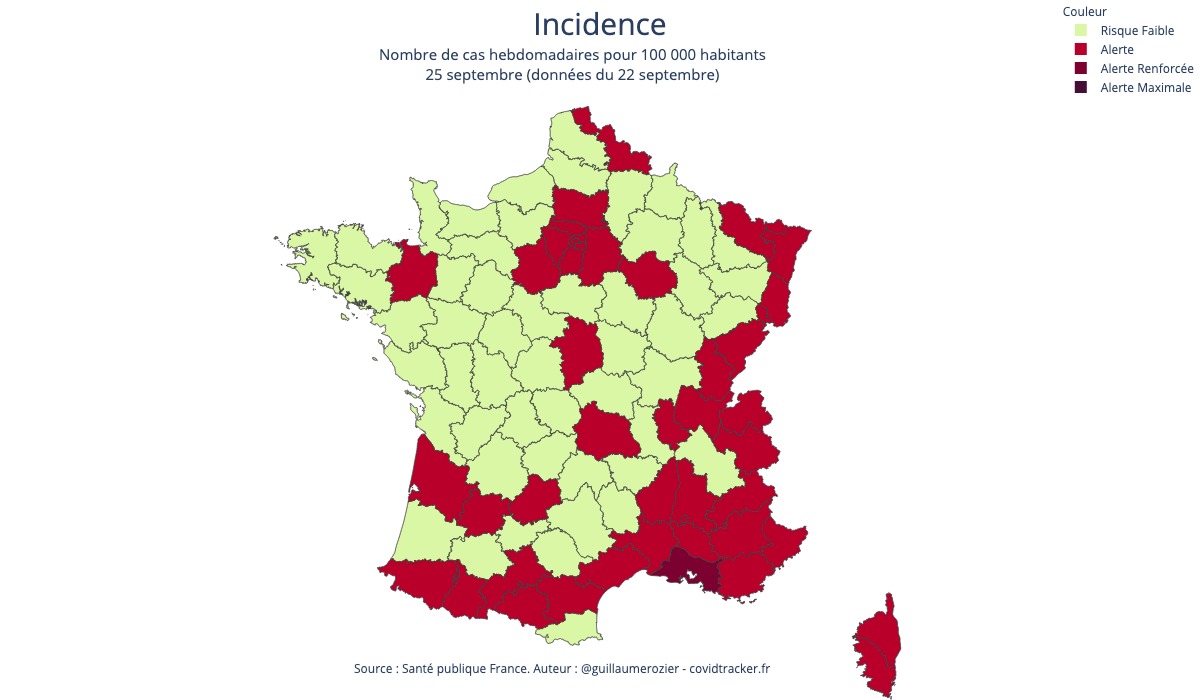 Incidence
Nombre de cas hebdomadaires pour 100 000 habitants
25 septembre (données du 22 septembre)
Couleur
Risque Faible
Alerte
Alerte Renforcée
Alerte Maximale
Source : Santé publique France. Auteur : @guillaumerozier - covidtracker.fr